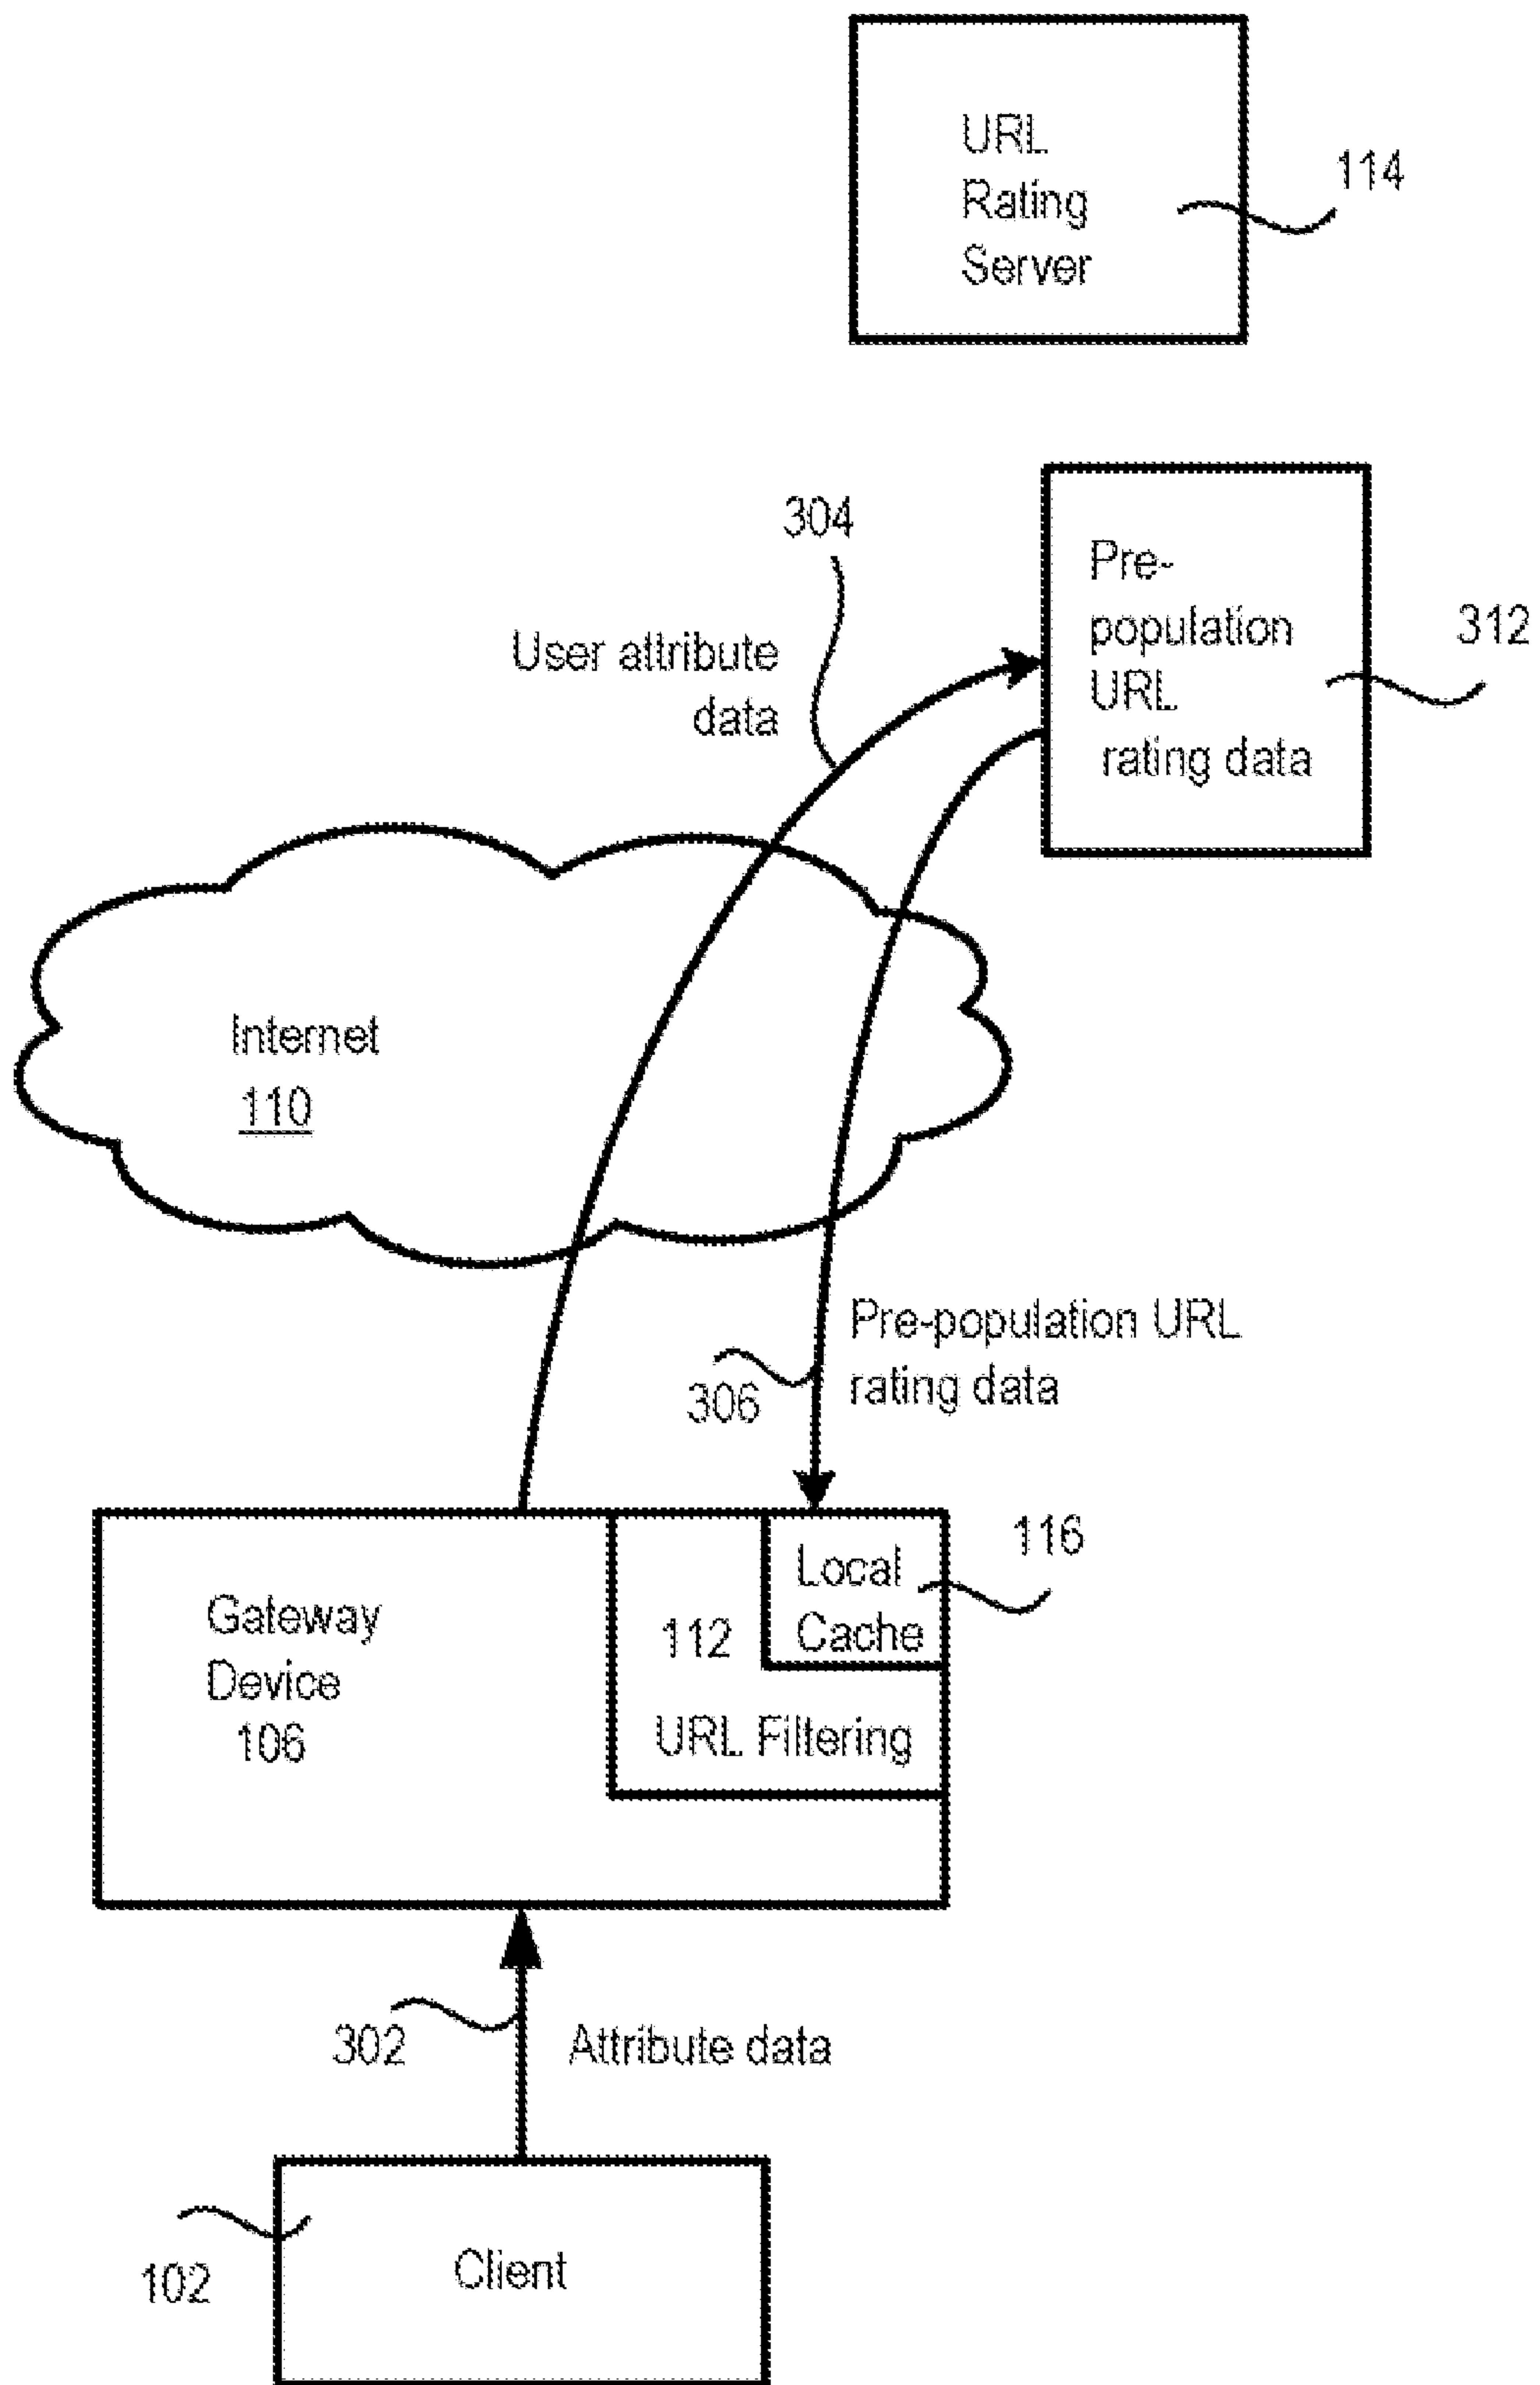 URL
Rating
Server
114
304
Pre-
population
URL
rating data
312
User attribute
data
Internet
110
Pre-population URL
rating data
306
116
Local
Cache
Gateway
Device
106
112
URL Filtering
302
Attribute data
102
Client